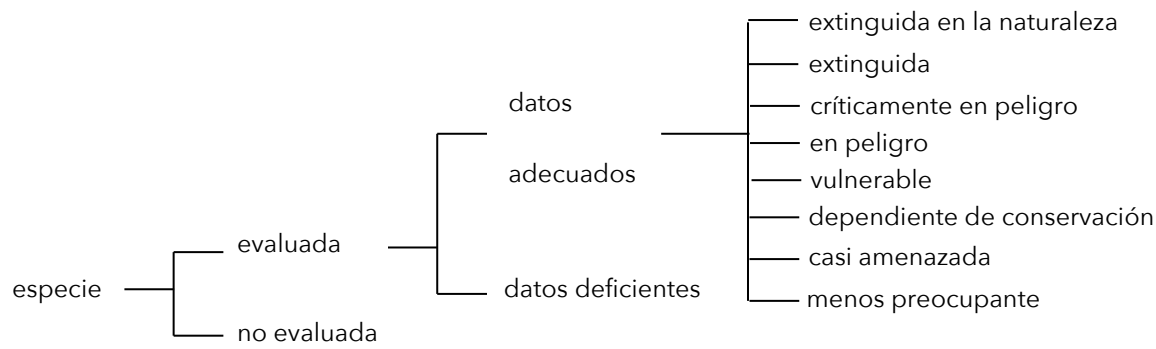 extinguida en la naturaleza
extinguida
críticamente en peligro
en peligro
vulnerable
dependiente de conservación
casi amenazada
menos preocupante
datos
adecuados
datos deficientes
evaluada
no evaluada
especie